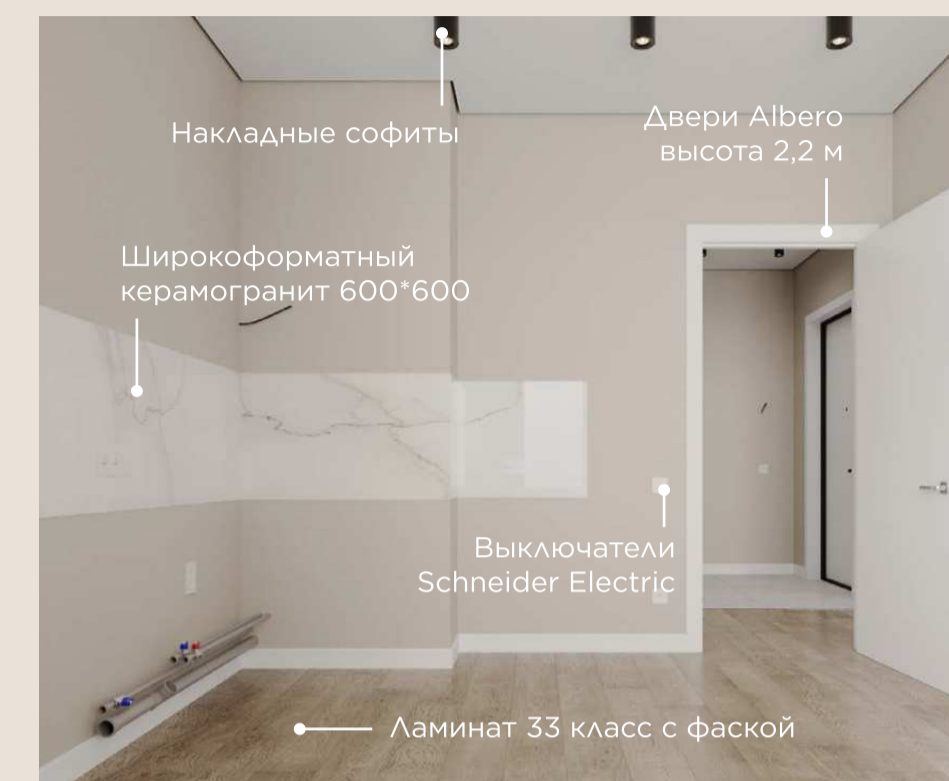 Накладные софиты
Двери Albero
высота 2,2 м
Широкоформатный
керамогранит 600*600
Выключатели
Schneider Electric
Ламинат 33 класс с фаской